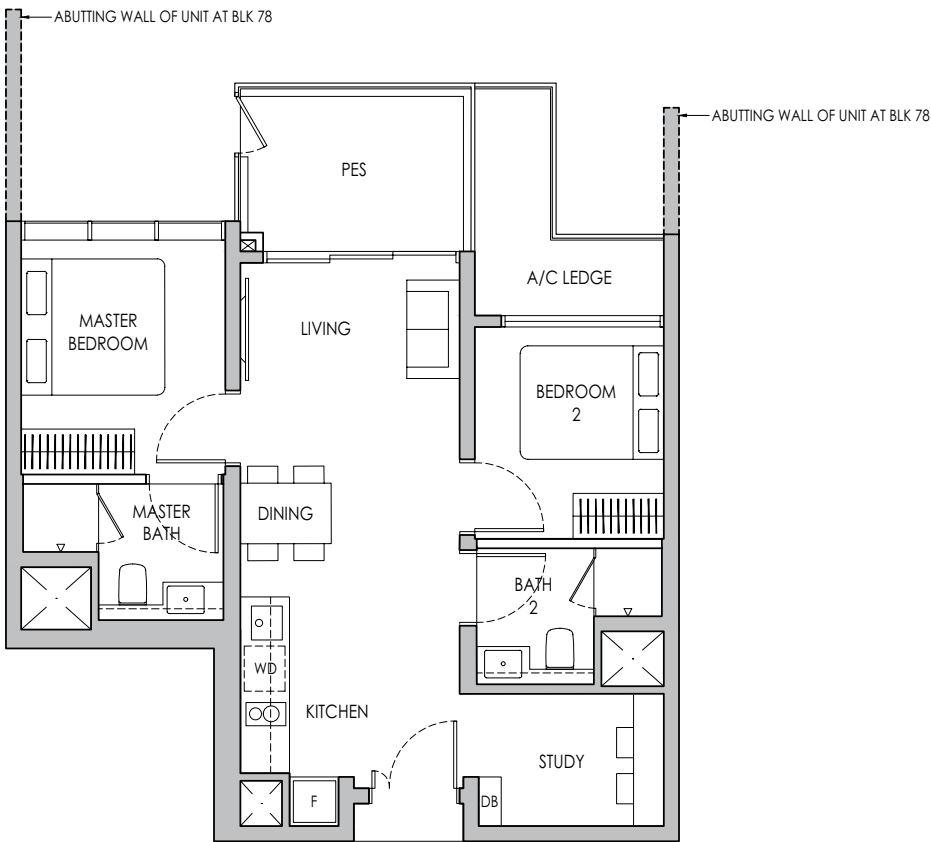 ABUTTING WALL OF UNIT AT BLK 78
ABUTTING WALL OF UNIT AT BLK 78
PES
A/C LEDGE
MASTER
BEDROOM
LIVING
BEDROOM
2
MASTER
BATH
DINING
BATH
2
WD
KITCHEN
STUDY
F
DB